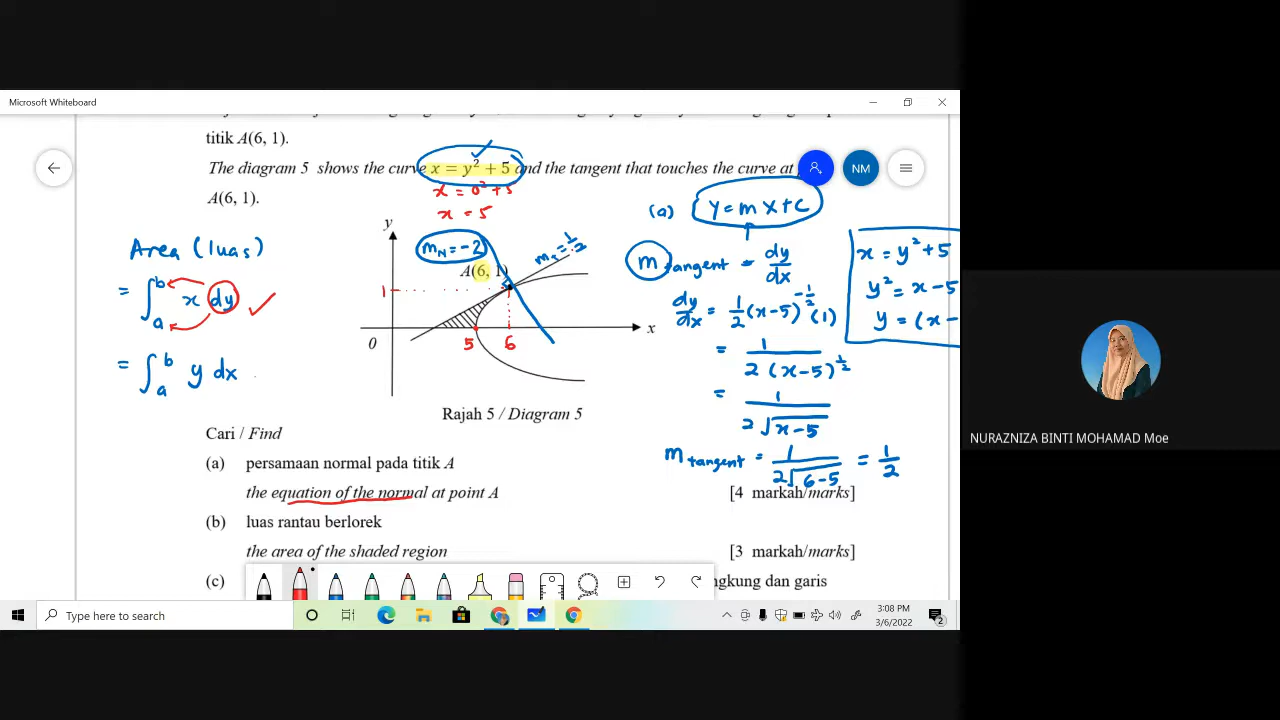 Microsoft Whiteboard
titik A(6, 1).
The diagram 5 shows the curve x = y² + 5 and the tangent that touches the curve at
A(6, 1).
x = 0² + 5
x = 5
NM
(a) y = mx + c
Area (luas)
= ∫ₐᵇ x dy
= ∫ₐᵇ y dx
y
m_N = -2
m_T = 1/2
A(6, 1)
1
x
0
5
6
Rajah 5 / Diagram 5
m tangent = dy/dx
dy/dx = 1/2 (x-5)^(-1/2) (1)
= 1/(2(x-5)^(1/2))
= 1/(2√(x-5))
m tangent = 1/(2√(6-5)) = 1/2
x = y² + 5
y² = x - 5
y = (x -
Cari / Find
(a) persamaan normal pada titik A
the equation of the normal at point A [4 markah/marks]
(b) luas rantau berlorek
the area of the shaded region [3 markah/marks]
(c) ngkung dan garis
NURAZNIZA BINTI MOHAMAD Moe
Type here to search
3:08 PM
3/6/2022
2